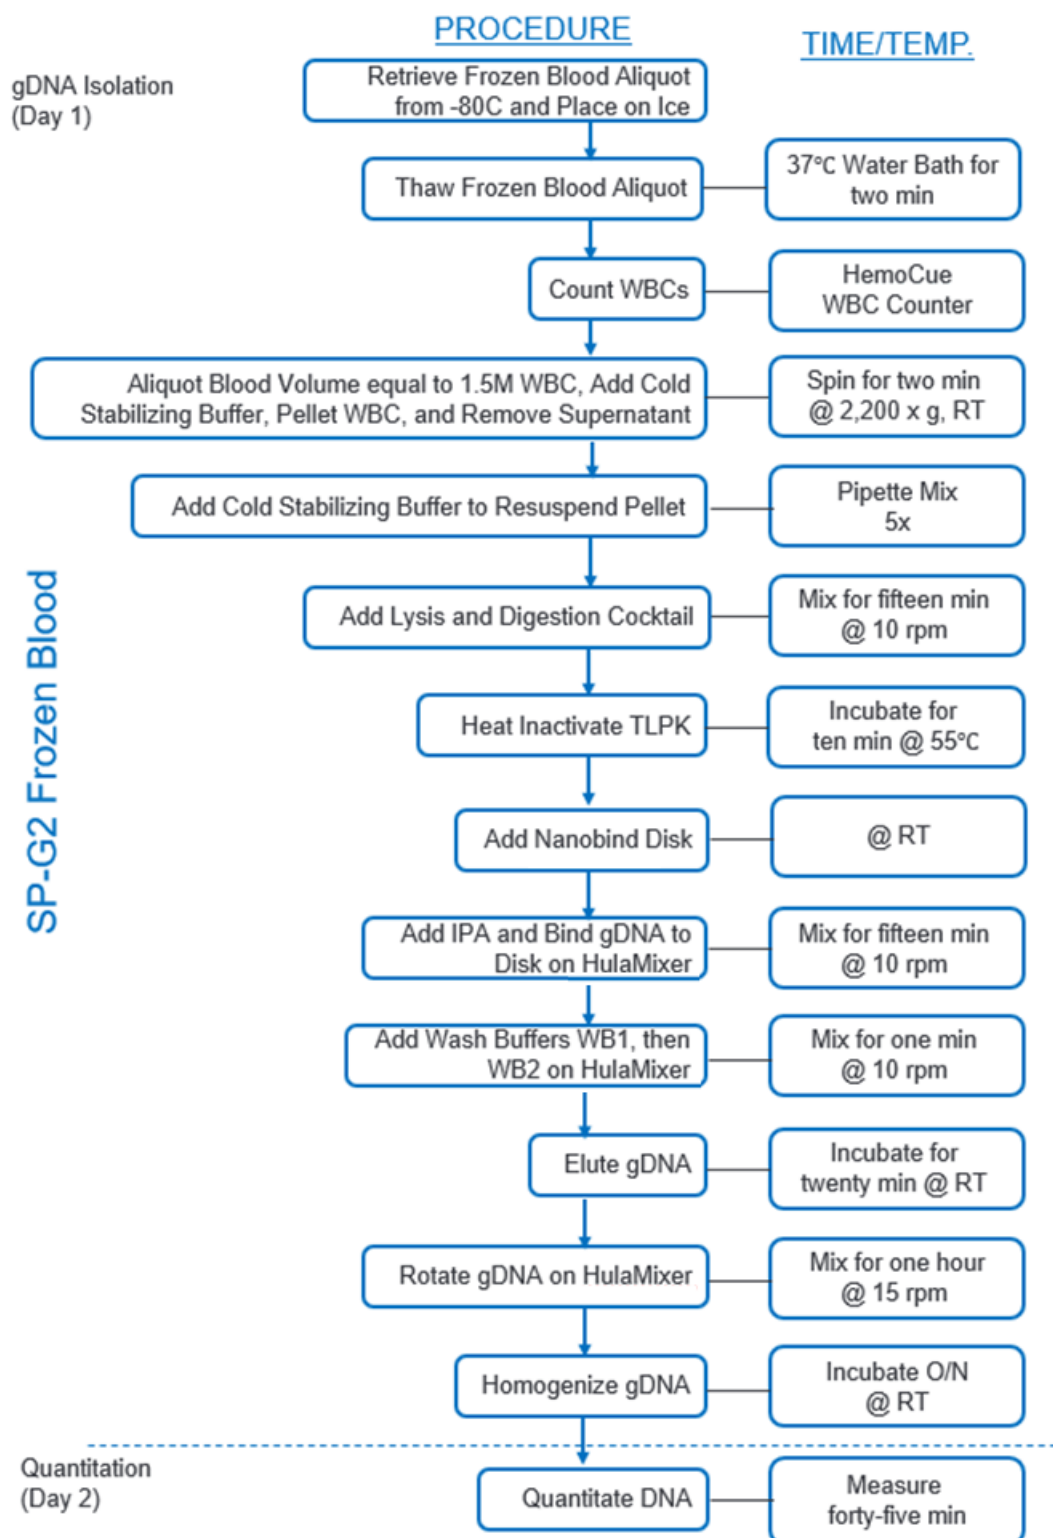 PROCEDURE
TIME/TEMP.
gDNA Isolation
(Day 1)
Retrieve Frozen Blood Aliquot
from -80C and Place on Ice
Thaw Frozen Blood Aliquot
37°C Water Bath for
two min
Count WBCs
HemoCue
WBC Counter
Aliquot Blood Volume equal to 1.5M WBC, Add Cold
Stabilizing Buffer, Pellet WBC, and Remove Supernatant
Spin for two min
@ 2,200 x g, RT
Add Cold Stabilizing Buffer to Resuspend Pellet
Pipette Mix
5x
Add Lysis and Digestion Cocktail
Mix for fifteen min
@ 10 rpm
Heat Inactivate TLPK
Incubate for
ten min @ 55°C
Add Nanobind Disk
@ RT
Add IPA and Bind gDNA to
Disk on HulaMixer
Mix for fifteen min
@ 10 rpm
Add Wash Buffers WB1, then
WB2 on HulaMixer
Mix for one min
@ 10 rpm
Elute gDNA
Incubate for
twenty min @ RT
Rotate gDNA on HulaMixer
Mix for one hour
@ 15 rpm
Homogenize gDNA
Incubate O/N
@ RT
SP-G2 Frozen Blood
Quantitation
(Day 2)
Quantitate DNA
Measure
forty-five min